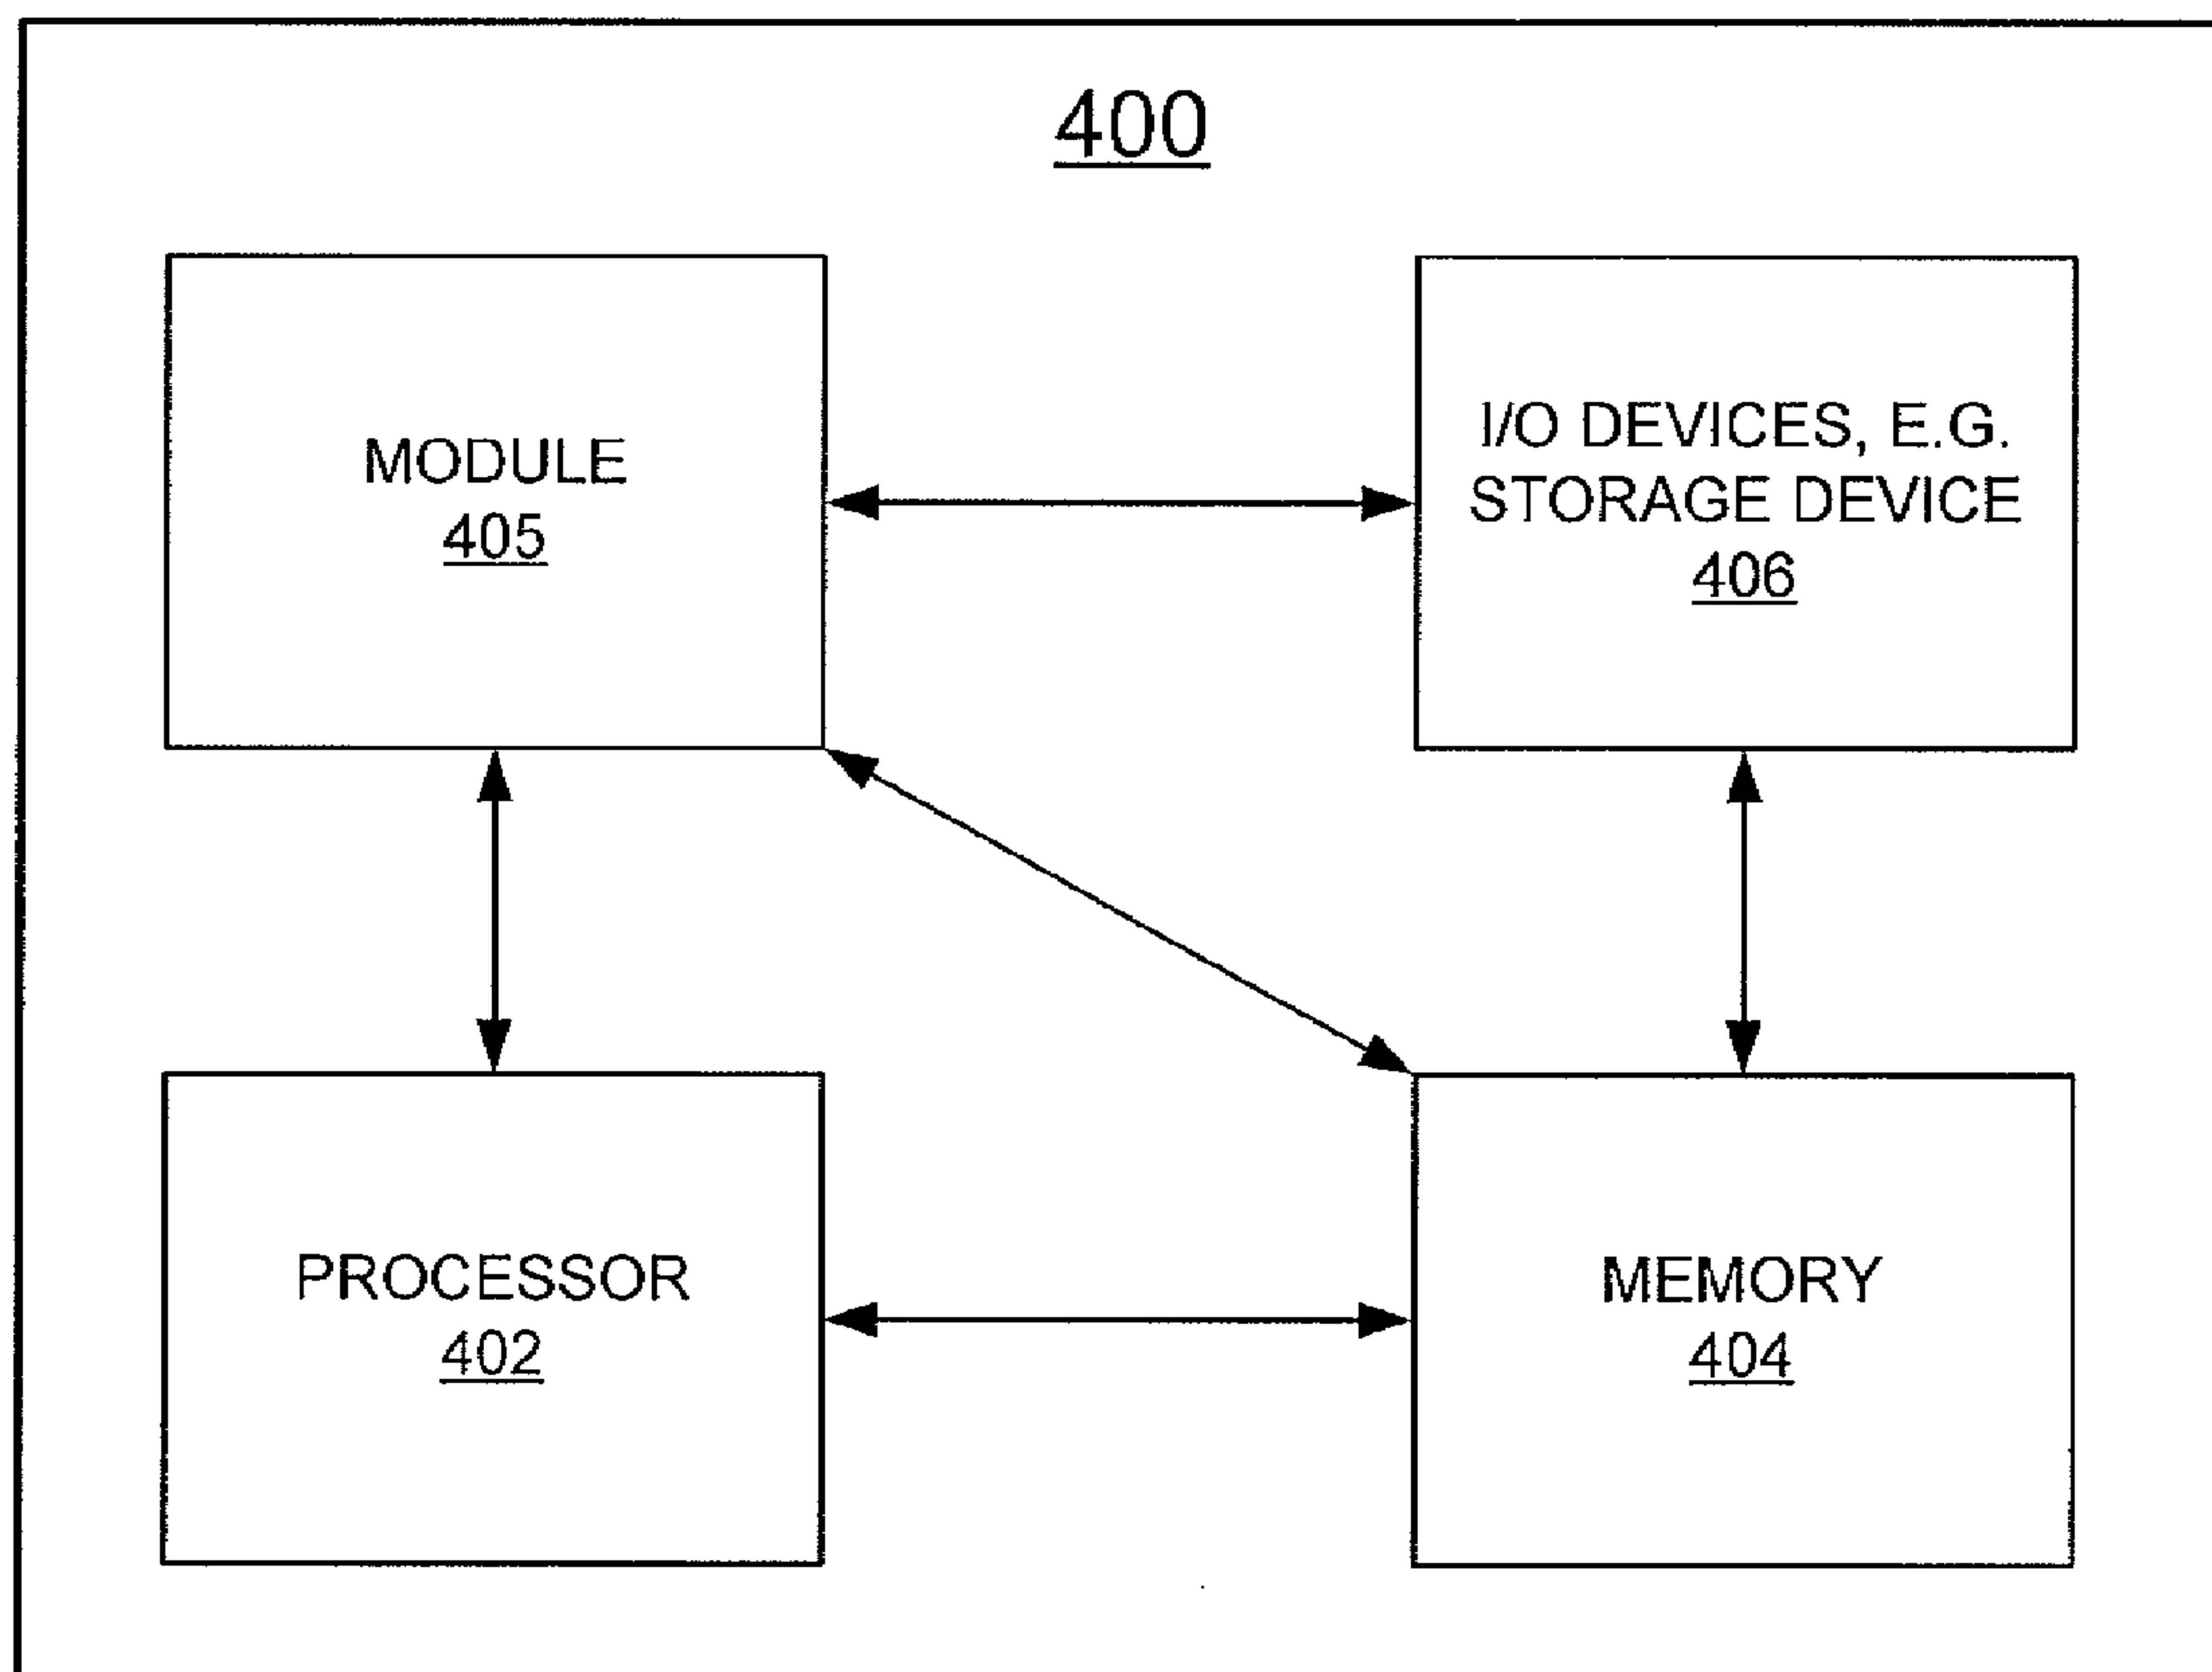 400
MODULE
405
I/O DEVICES, E.G.
STORAGE DEVICE
406
PROCESSOR
402
MEMORY
404